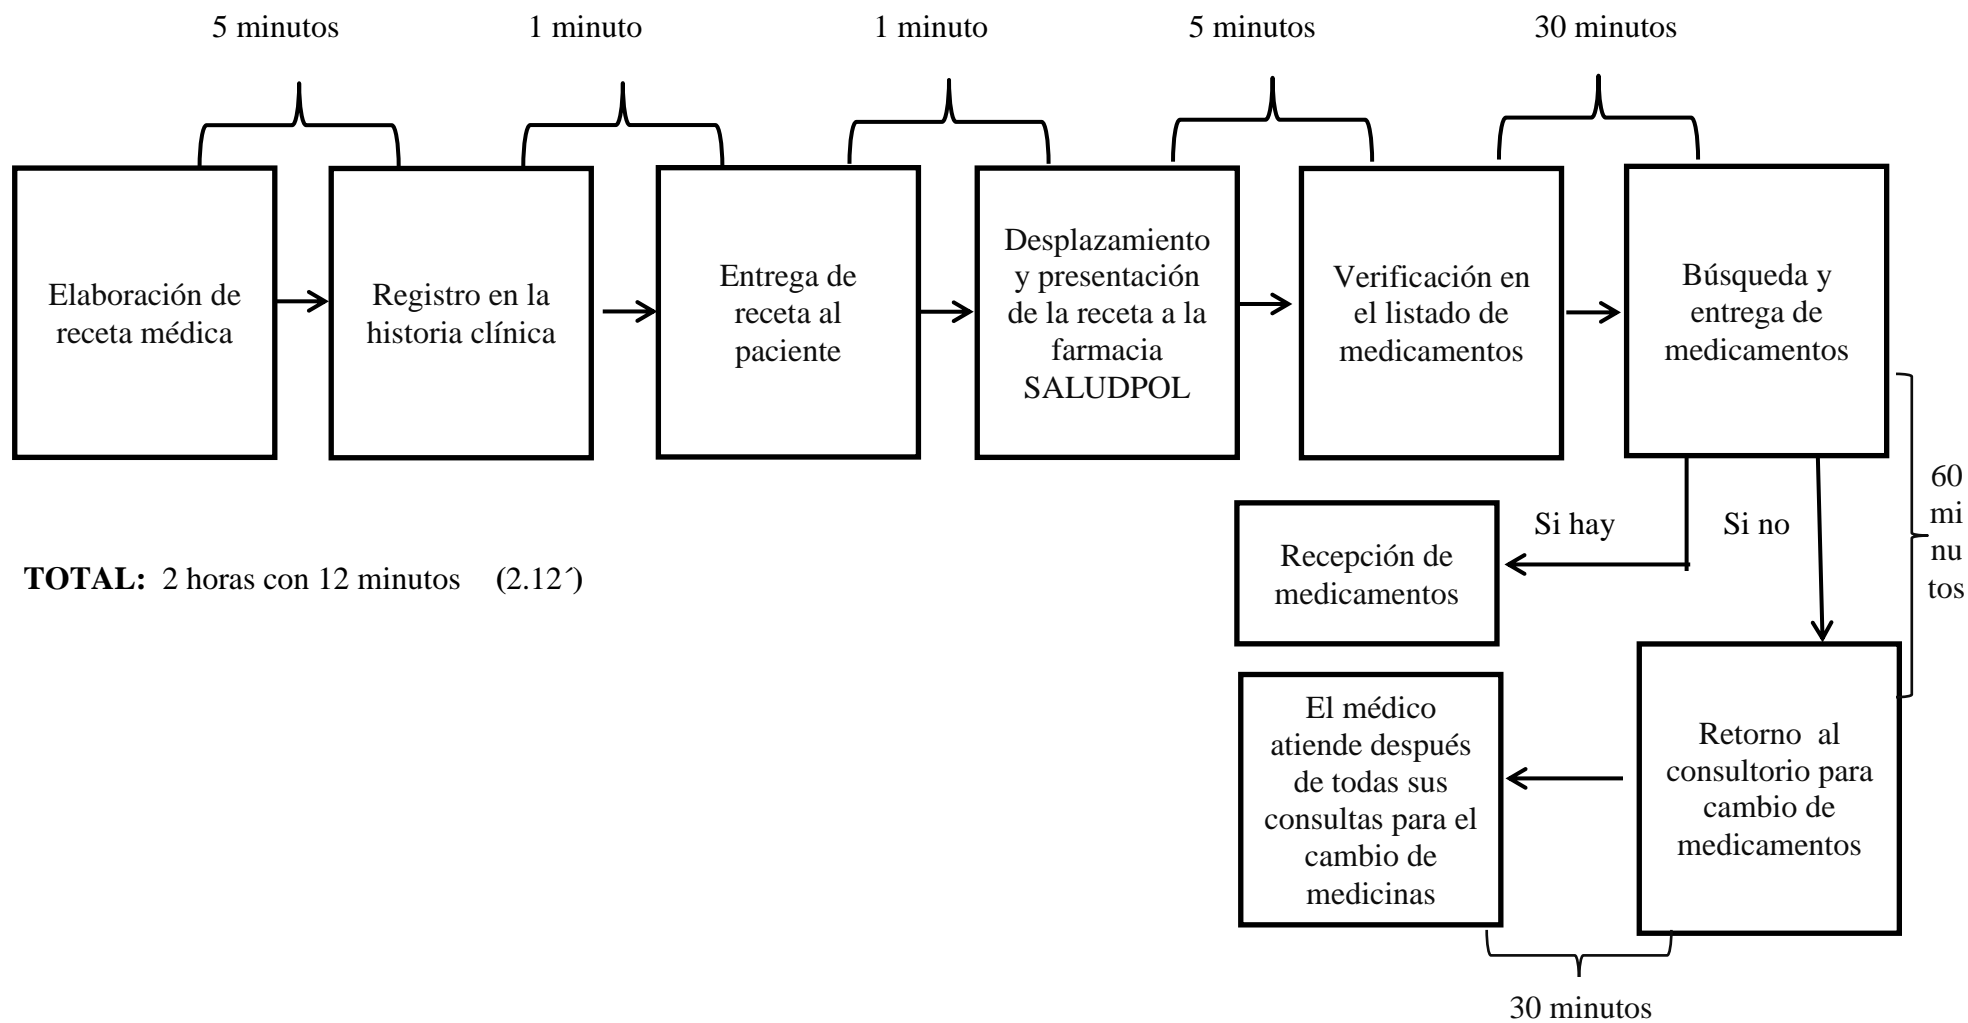 5 minutos
1 minuto
1 minuto
5 minutos
30 minutos
Elaboración de
receta médica
Registro en la
historia clínica
Entrega de
receta al
paciente
Desplazamiento
y presentación
de la receta a la
farmacia
SALUDPOL
Verificación en
el listado de
medicamentos
Búsqueda y
entrega de
medicamentos
60
mi
nu
tos
Si hay
Si no
Recepción de
medicamentos
TOTAL: 2 horas con 12 minutos (2.12´)
El médico
atiende después
de todas sus
consultas para el
cambio de
medicinas
Retorno al
consultorio para
cambio de
medicamentos
30 minutos